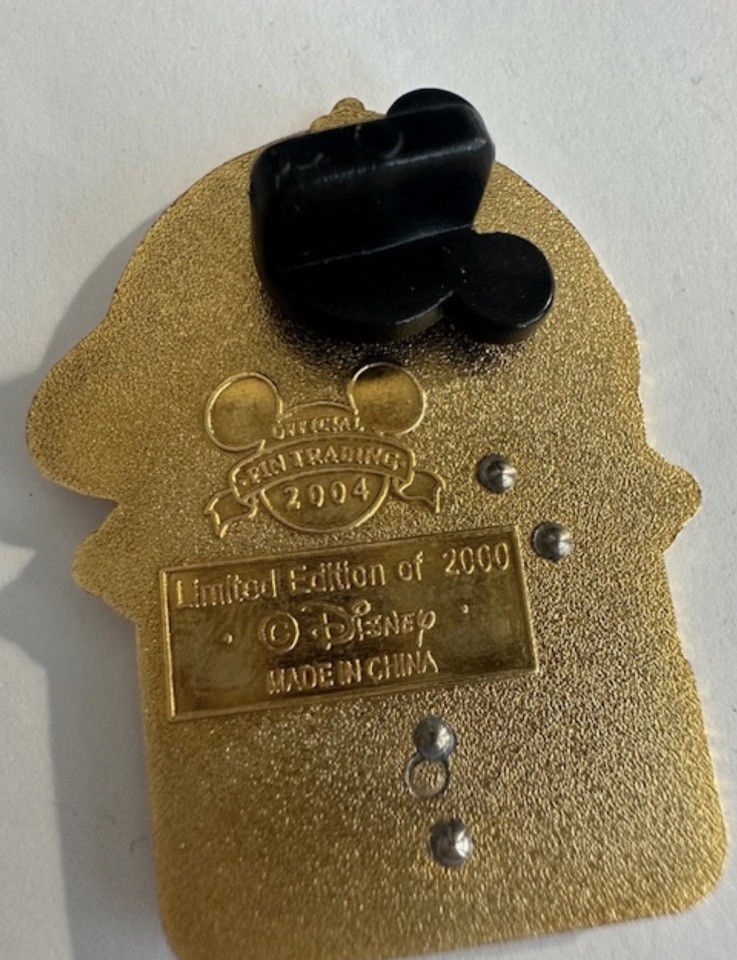 OFFICIAL
PIN TRADING
2004
Limited Edition of 2000
© Disney
MADE IN CHINA